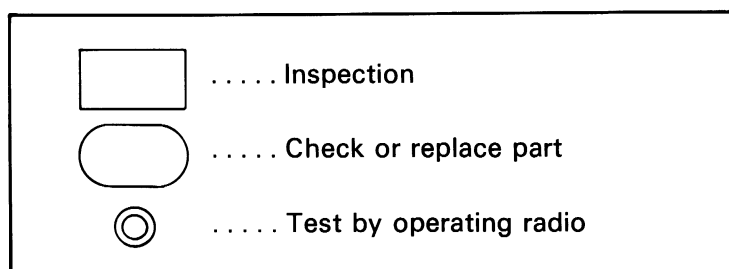 ..... Inspection
..... Check or replace part
..... Test by operating radio